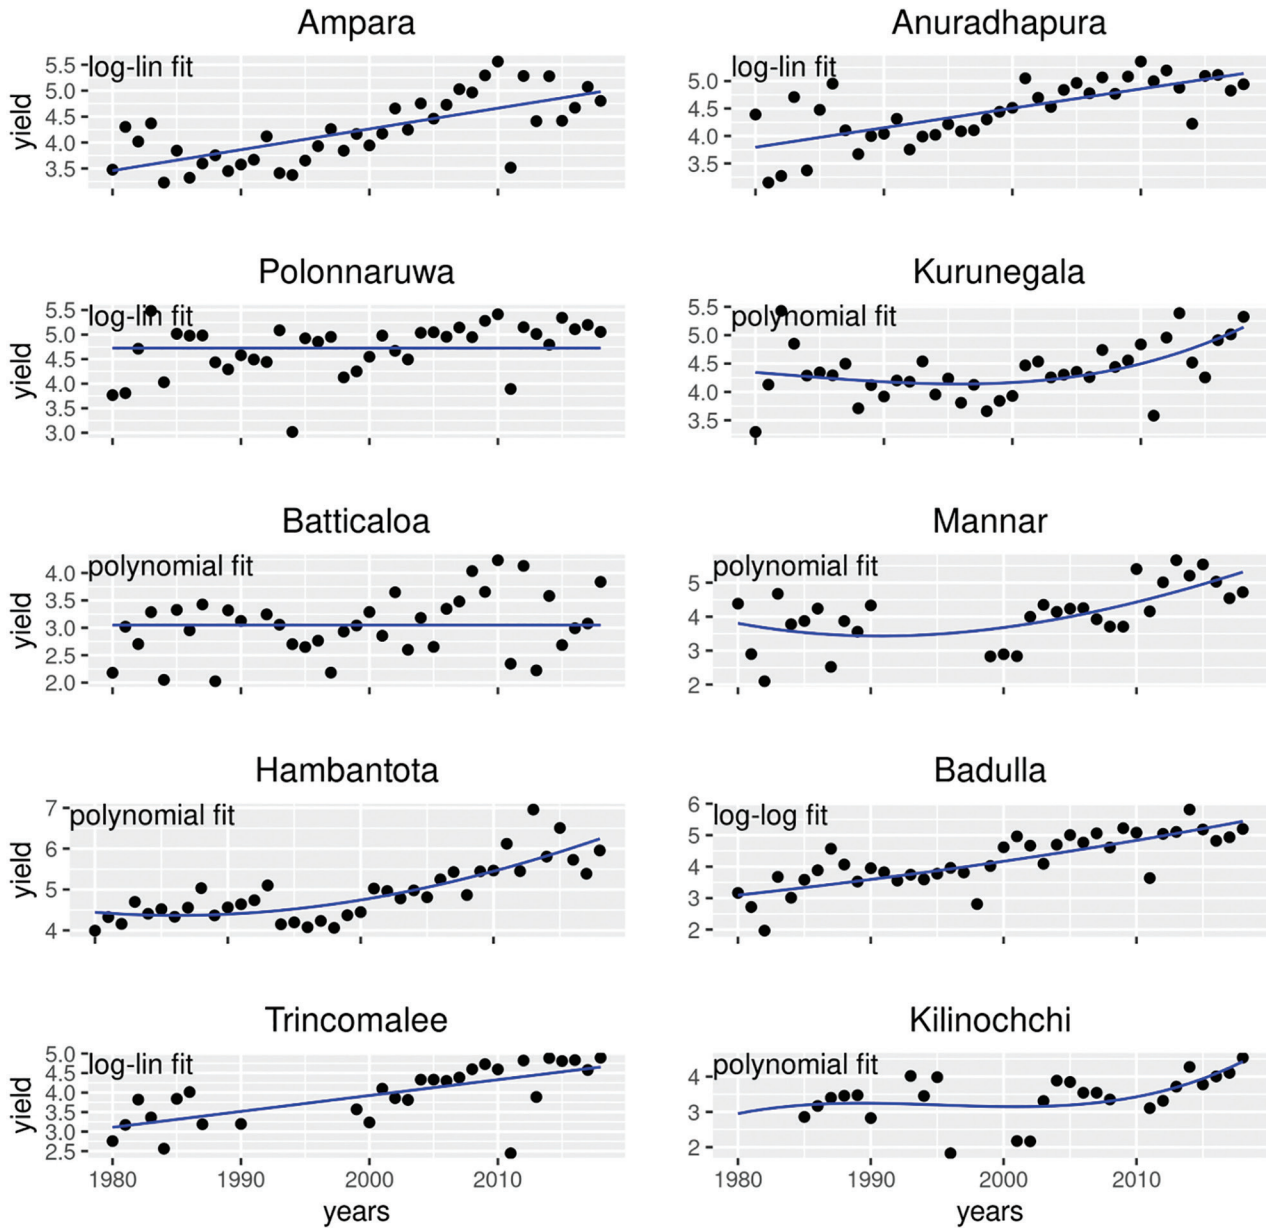 Ampara
log-lin fit
yield
5.5
5.0
4.5
4.0
3.5
Anuradhapura
log-lin fit
5.0
4.5
4.0
3.5
Polonnaruwa
log-lin fit
yield
5.5
5.0
4.5
4.0
3.5
3.0
Kurunegala
polynomial fit
5.5
5.0
4.5
4.0
3.5
Batticaloa
polynomial fit
yield
4.0
3.5
3.0
2.5
2.0
Mannar
polynomial fit
5
4
3
2
Hambantota
polynomial fit
yield
7
6
5
4
Badulla
log-log fit
6
5
4
3
2
Trincomalee
log-lin fit
yield
5.0
4.5
4.0
3.5
3.0
2.5
1980 1990 2000 2010
years
Kilinochchi
polynomial fit
4
3
2
1980 1990 2000 2010
years